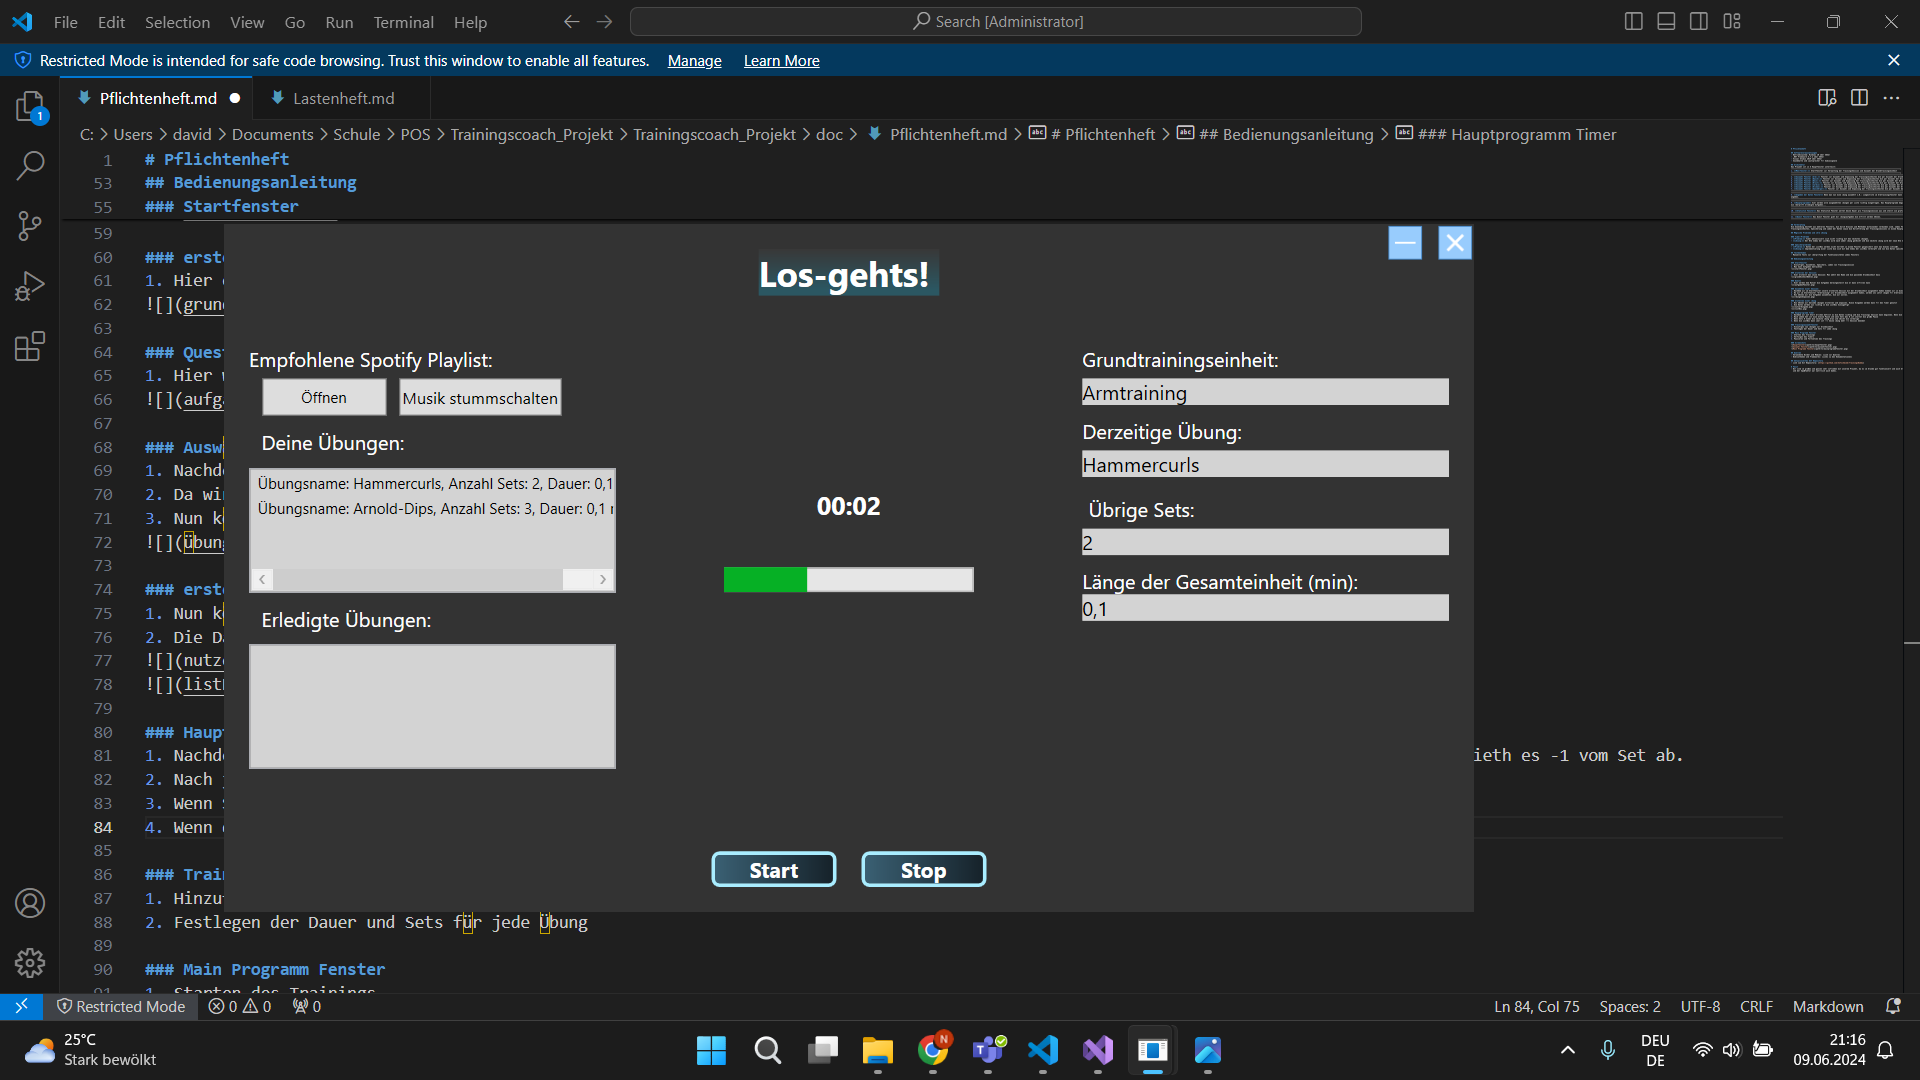 File Edit Selection View Go Run Terminal Help
Search [Administrator]
Restricted Mode is intended for safe code browsing. Trust this window to enable all features. Manage Learn More
Pflichtenheft.md Lastenheft.md
C: > Users > david > Documents > Schule > POS > Trainingscoach_Projekt > Trainingscoach_Projekt > doc > Pflichtenheft.md > # Pflichtenheft > ## Bedienungsanleitung > ### Hauptprogramm Timer
1 # Pflichtenheft
53 ## Bedienungsanleitung
55 ### Startfenster
59
60 ### erst
61 1. Hier
62 ![](grun
63
64 ### Ques
65 1. Hier
66 ![](aufg
67
68 ### Ausw
69 1. Nachd
70 2. Da wi
71 3. Nun k
72 ![](übun
73
74 ### erst
75 1. Nun k
76 2. Die D
77 ![](nutz
78 ![](list
79
80 ### Haup
81 1. Nachd ieth es -1 vom Set ab.
82 2. Nach
83 3. Wenn
84 4. Wenn
85
86 ### Trai
87 1. Hinzu
88 2. Festlegen der Dauer und Sets für jede Übung
89
90 ### Main Programm Fenster
91 1. Starten des Trainings
Los-gehts!
Empfohlene Spotify Playlist:
Öffnen Musik stummschalten
Deine Übungen:
Übungsname: Hammercurls, Anzahl Sets: 2, Dauer: 0,1
Übungsname: Arnold-Dips, Anzahl Sets: 3, Dauer: 0,1
Erledigte Übungen:
00:02
Grundtrainingseinheit:
Armtraining
Derzeitige Übung:
Hammercurls
Übrige Sets:
2
Länge der Gesamteinheit (min):
0,1
Start Stop
Restricted Mode 0 0 0
Ln 84, Col 75 Spaces: 2 UTF-8 CRLF Markdown
25°C
Stark bewölkt
DEU
DE
21:16
09.06.2024